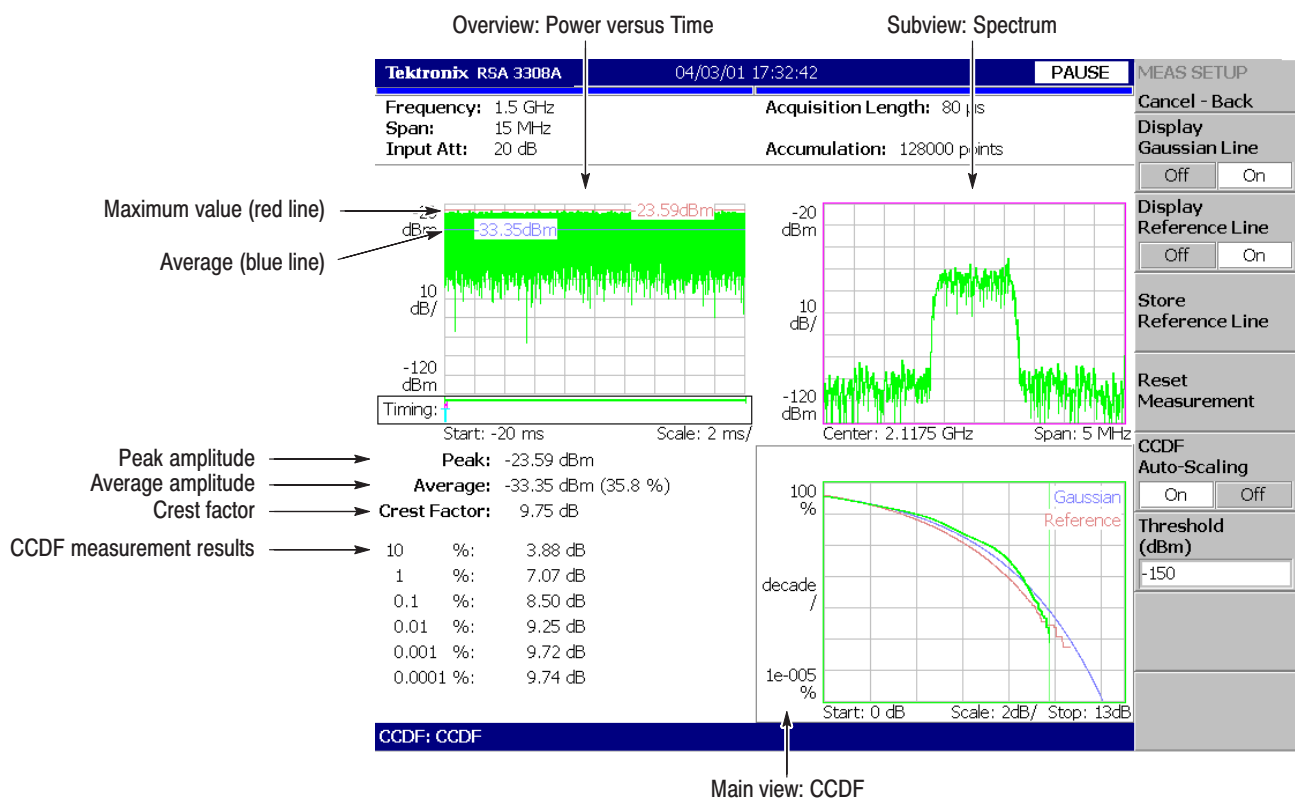 Overview: Power versus Time
Subview: Spectrum
Tektronix RSA 3308A 04/03/01 17:32:42 PAUSE
Frequency: 1.5 GHz
Span: 15 MHz
Input Att: 20 dB
Acquisition Length: 80 µs
Accumulation: 128000 points
MEAS SETUP
Cancel - Back
Display
Gaussian Line
Off On
Display
Reference Line
Off On
Store
Reference Line
Reset
Measurement
CCDF
Auto-Scaling
On Off
Threshold
(dBm)
-150
Maximum value (red line)
Average (blue line)
dBm
-23.59dBm
-33.35dBm
10
dB/
-120
dBm
Timing:
Start: -20 ms Scale: 2 ms/
-20
dBm
10
dB/
-120
dBm
Center: 2.1175 GHz Span: 5 MHz
Peak amplitude
Average amplitude
Crest factor
CCDF measurement results
Peak: -23.59 dBm
Average: -33.35 dBm (35.8 %)
Crest Factor: 9.75 dB
10 %: 3.88 dB
1 %: 7.07 dB
0.1 %: 8.50 dB
0.01 %: 9.25 dB
0.001 %: 9.72 dB
0.0001 %: 9.74 dB
100
%
Gaussian
Reference
decade
/
1e-005
%
Start: 0 dB Scale: 2dB/ Stop: 13dB
CCDF: CCDF
Main view: CCDF